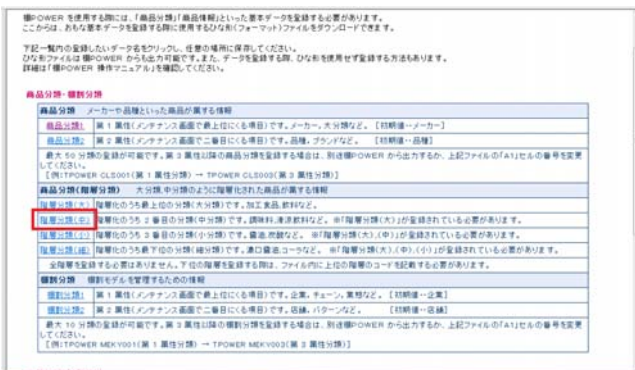 棚POWER を使用する際には、「商品分類」「商品情報」といった基本データを登録する必要があります。
ここからは、おもな基本データを登録する際に使用するひな形（フォーマット）ファイルをダウンロードできます。
下記一覧内の登録したいデータ名をクリックし、任意の場所に保存してください。
ひな形ファイルは 棚POWER からも出力可能です。また、データを登録する際、ひな形を使用せず登録する方法もあります。
詳細は「棚POWER 操作マニュアル」を確認してください。
商品分類・棚割分類
商品分類 メーカーや品種といった商品が属する情報
商品分類1 第 1 属性（メンテナンス画面で最上位にくる項目）です。メーカー、大分類など。 【初期値…メーカー】
商品分類2 第 2 属性（メンテナンス画面で二番目にくる項目）です。品種、ブランドなど。 【初期値…品種】
最大 50 分類の登録が可能です。第 3 属性以降の商品分類を登録する場合は、別途棚POWER から出力するか、上記ファイルの「A1」セルの番号を変更
してください。
【例：TPOWER CLS001（第 1 属性分類） → TPOWER CLS003（第 3 属性分類）】
商品分類（階層分類） 大分類、中分類のように階層化された商品が属する情報
階層分類（大） 階層化のうち最上位の分類（大分類）です。加工食品、飲料など。
階層分類（中） 階層化のうち 2 番目の分類（中分類）です。調味料、清涼飲料など。 ※「階層分類（大）」が登録されている必要があります。
階層分類（小） 階層化のうち 3 番目の分類（小分類）です。醤油、炭酸など。 ※「階層分類（大）、（中）」が登録されている必要があります。
階層分類（細） 階層化のうち最下位の分類（細分類）です。濃口醤油、コーラなど。 ※「階層分類（大）、（中）、（小）」が登録されている必要があります。
全階層を登録する必要はありません。下位の階層を登録する際は、ファイル内に上位の階層のコードを記載する必要があります。
棚割分類 棚割モデルを管理するための情報
棚割分類1 第 1 属性（メンテナンス画面で最上位にくる項目）です。企業、チェーン、業態など。 【初期値…企業】
棚割分類2 第 2 属性（メンテナンス画面で二番目にくる項目）です。店舗、パターンなど。 【初期値…店舗】
最大 10 分類の登録が可能です。第 3 属性以降の棚割分類を登録する場合は、別途棚POWER から出力するか、上記ファイルの「A1」セルの番号を変更
してください。
【例：TPOWER MEKY001（第 1 属性分類） → TPOWER MEKY003（第 3 属性分類）】